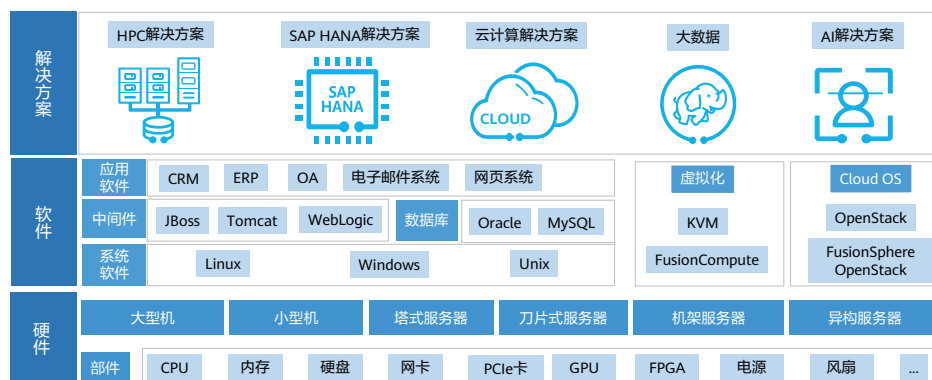 解决方案
HPC解决方案
SAP HANA解决方案
云计算解决方案
大数据
AI解决方案
SAP
HANA
CLOUD
软件
应用
软件
CRM
ERP
OA
电子邮件系统
网页系统
中间件
JBoss
Tomcat
WebLogic
数据库
Oracle
MySQL
系统
软件
Linux
Windows
Unix
虚拟化
KVM
FusionCompute
Cloud OS
OpenStack
FusionSphere
OpenStack
硬件
大型机
小型机
塔式服务器
刀片式服务器
机架服务器
异构服务器
部件
CPU
内存
硬盘
网卡
PCIe卡
GPU
FPGA
电源
风扇
...